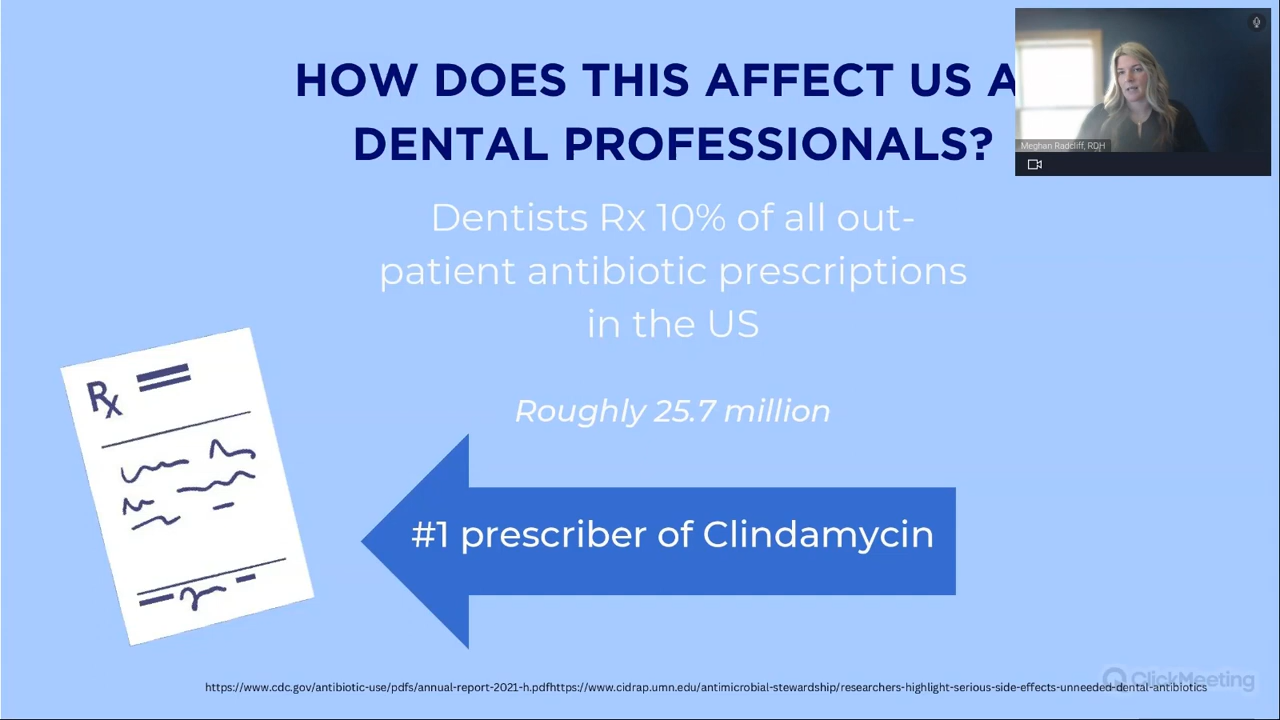 HOW DOES THIS AFFECT US A
DENTAL PROFESSIONALS?
Meghan Radcliff, RDH
Dentists Rx 10% of all out-
patient antibiotic prescriptions
in the US
Rx
Roughly 25.7 million
#1 prescriber of Clindamycin
https://www.cdc.gov/antibiotic-use/pdfs/annual-report-2021-h.pdfhttps://www.cidrap.umn.edu/antimicrobial-stewardship/researchers-highlight-serious-side-effects-unneeded-dental-antibiotics
ClickMeeting